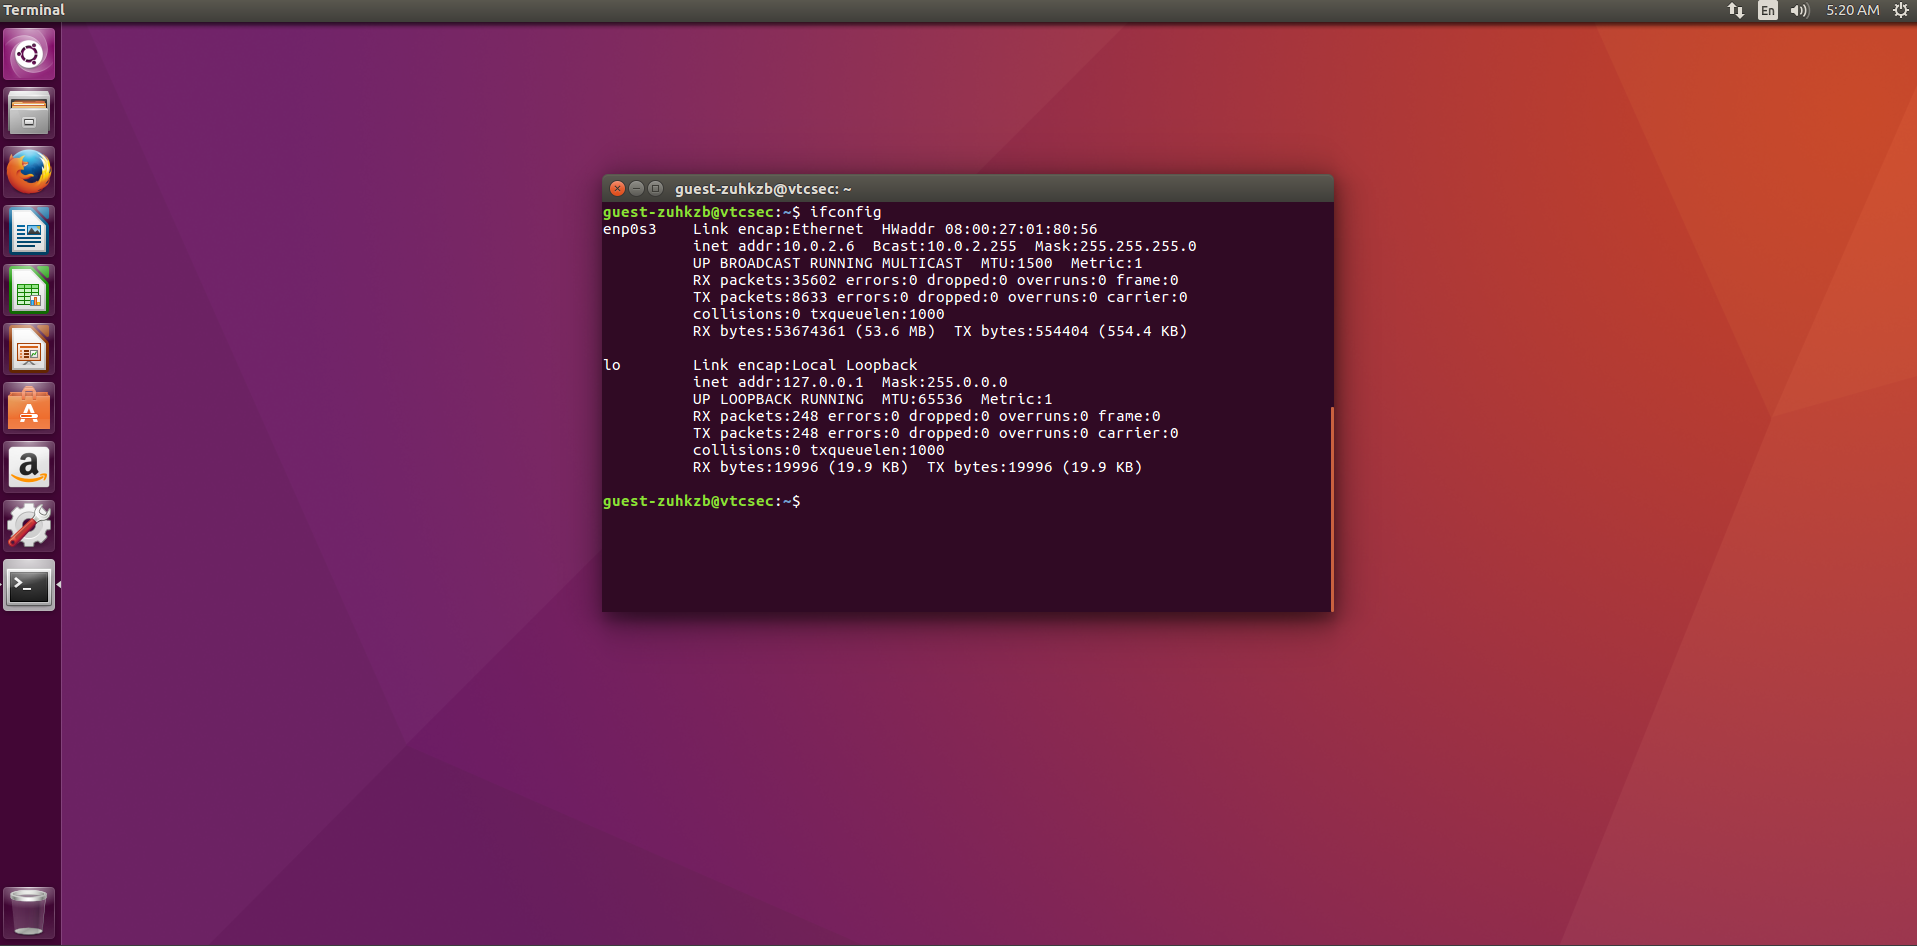 Terminal
En
5:20 AM
guest-zuhkzb@vtcsec: ~
guest-zuhkzb@vtcsec:~$ ifconfig
enp0s3    Link encap:Ethernet  HWaddr 08:00:27:01:80:56
          inet addr:10.0.2.6  Bcast:10.0.2.255  Mask:255.255.255.0
          UP BROADCAST RUNNING MULTICAST  MTU:1500  Metric:1
          RX packets:35602 errors:0 dropped:0 overruns:0 frame:0
          TX packets:8633 errors:0 dropped:0 overruns:0 carrier:0
          collisions:0 txqueuelen:1000
          RX bytes:53674361 (53.6 MB)  TX bytes:554404 (554.4 KB)
lo        Link encap:Local Loopback
          inet addr:127.0.0.1  Mask:255.0.0.0
          UP LOOPBACK RUNNING  MTU:65536  Metric:1
          RX packets:248 errors:0 dropped:0 overruns:0 frame:0
          TX packets:248 errors:0 dropped:0 overruns:0 carrier:0
          collisions:0 txqueuelen:1000
          RX bytes:19996 (19.9 KB)  TX bytes:19996 (19.9 KB)
guest-zuhkzb@vtcsec:~$
A
a
>_